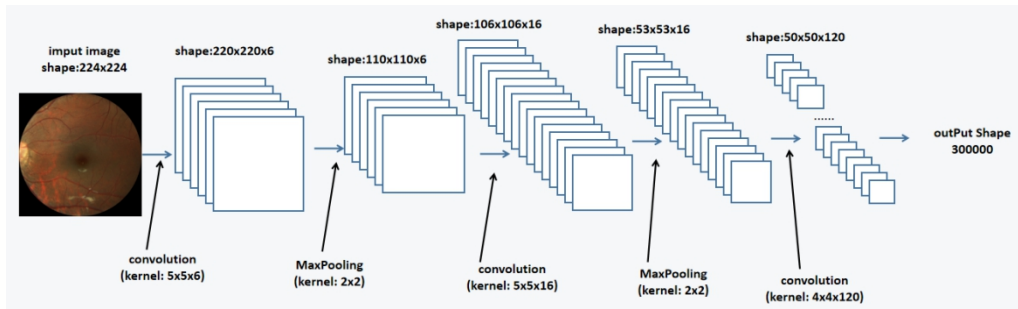 imput image
shape:224x224
shape:220x220x6
shape:110x110x6
shape:106x106x16
shape:53x53x16
shape:50x50x120
......
outPut Shape
300000
convolution
(kernel: 5x5x6)
MaxPooling
(kernel: 2x2)
convolution
(kernel: 5x5x16)
MaxPooling
(kernel: 2x2)
convolution
(kernel: 4x4x120)